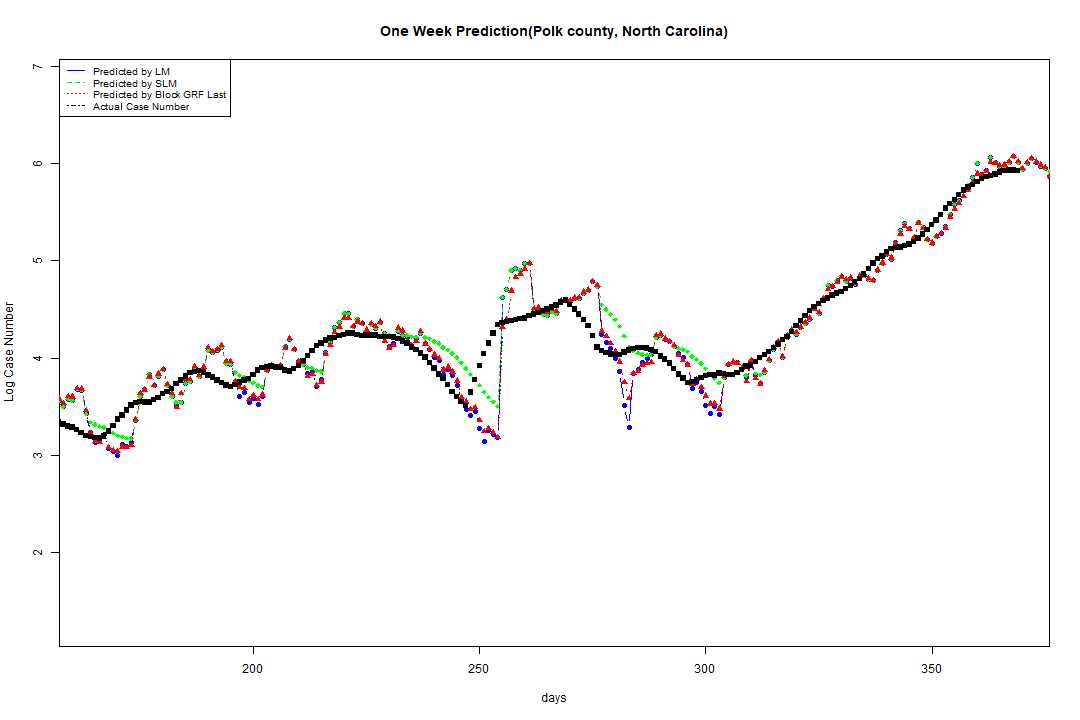 One Week Prediction(Polk county, North Carolina)
Predicted by LM
Predicted by SLM
Predicted by Block GRF Last
Actual Case Number
Log Case Number
7
6
5
4
3
2
200
250
300
350
days